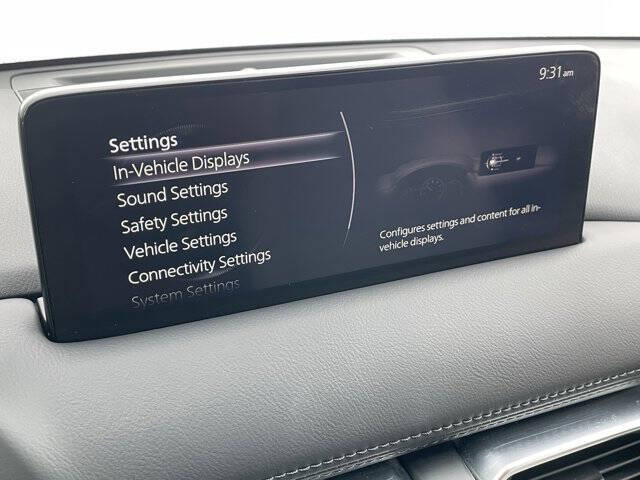 9:31 am
Settings
In-Vehicle Displays
Sound Settings
Safety Settings
Vehicle Settings
Connectivity Settings
System Settings
Configures settings and content for all in-
vehicle displays.